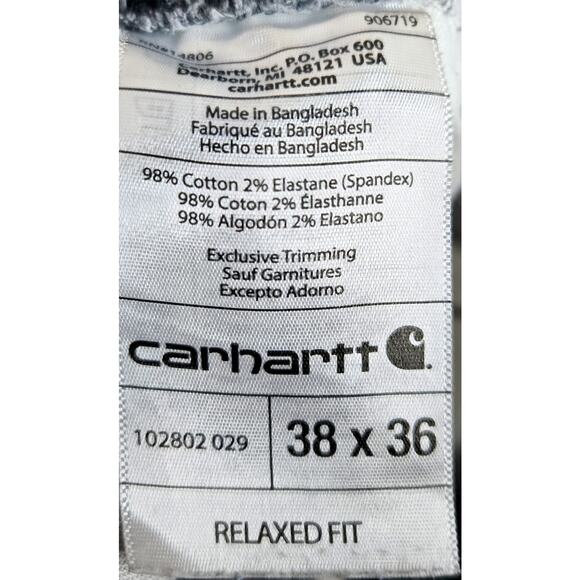 906719
RN#14806
Carhartt, Inc. P.O. Box 600
Dearborn, MI 48121 USA
carhartt.com
Made in Bangladesh
Fabriqué au Bangladesh
Hecho en Bangladesh
98% Cotton 2% Elastane (Spandex)
98% Coton 2% Élasthanne
98% Algodón 2% Elastano
Exclusive Trimming
Sauf Garnitures
Excepto Adorno
carhartt
102802 029
38 x 36
RELAXED FIT